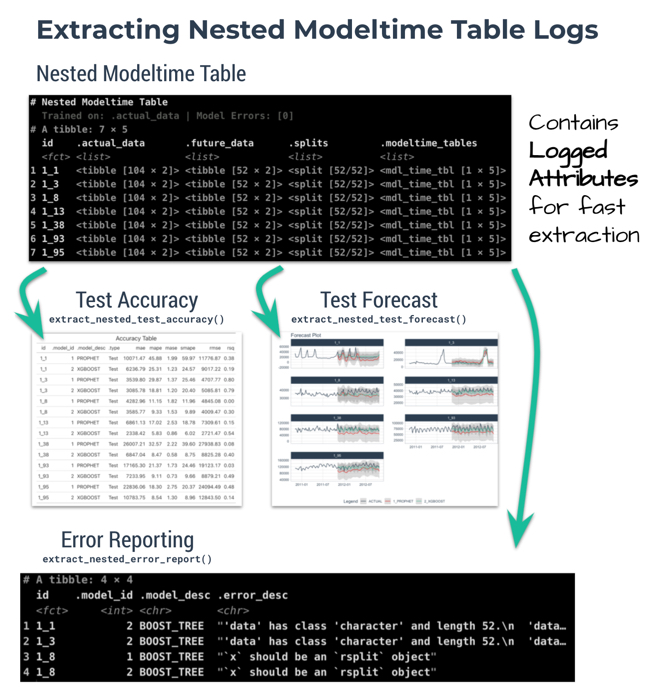 Extracting Nested Modeltime Table Logs
Nested Modeltime Table
# Nested Modeltime Table
Trained on: .actual_data | Model Errors: [0]
# A tibble: 7 × 5
id .actual_data .future_data .splits .modeltime_tables
<fct> <list> <list> <list> <list>
1 1_1 <tibble [104 × 2]> <tibble [52 × 2]> <split [52/52]> <mdl_time_tbl [1 × 5]>
2 1_3 <tibble [104 × 2]> <tibble [52 × 2]> <split [52/52]> <mdl_time_tbl [1 × 5]>
3 1_8 <tibble [104 × 2]> <tibble [52 × 2]> <split [52/52]> <mdl_time_tbl [1 × 5]>
4 1_13 <tibble [104 × 2]> <tibble [52 × 2]> <split [52/52]> <mdl_time_tbl [1 × 5]>
5 1_38 <tibble [104 × 2]> <tibble [52 × 2]> <split [52/52]> <mdl_time_tbl [1 × 5]>
6 1_93 <tibble [104 × 2]> <tibble [52 × 2]> <split [52/52]> <mdl_time_tbl [1 × 5]>
7 1_95 <tibble [104 × 2]> <tibble [52 × 2]> <split [52/52]> <mdl_time_tbl [1 × 5]>
Contains
Logged
Attributes
for fast
extraction
Test Accuracy
extract_nested_test_accuracy()
Accuracy Table
id .model_id .model_desc .type mae mape mase smape rmse rsq
1_1 1 PROPHET Test 10071.47 45.88 1.99 59.97 11776.87 0.38
1_1 2 XGBOOST Test 6236.79 25.31 1.23 24.57 9017.22 0.19
1_3 1 PROPHET Test 3539.80 29.87 1.37 25.46 4707.77 0.80
1_3 2 XGBOOST Test 3085.78 18.81 1.20 20.40 5085.81 0.79
1_8 1 PROPHET Test 4282.96 11.15 1.82 11.96 4845.08 0.00
1_8 2 XGBOOST Test 3585.77 9.33 1.53 9.89 4009.47 0.30
1_13 1 PROPHET Test 6861.13 17.02 2.53 18.76 7309.61 0.15
1_13 2 XGBOOST Test 2338.42 5.83 0.86 6.02 2721.47 0.54
1_38 1 PROPHET Test 26007.21 32.57 2.22 39.60 27938.83 0.08
1_38 2 XGBOOST Test 6847.04 8.47 0.58 8.75 8825.28 0.40
1_93 1 PROPHET Test 17165.30 21.37 1.73 24.46 19123.17 0.03
1_93 2 XGBOOST Test 7233.95 9.11 0.73 9.66 8879.21 0.49
1_95 1 PROPHET Test 22836.06 18.30 2.75 20.37 24094.49 0.48
1_95 2 XGBOOST Test 10783.75 8.54 1.30 8.96 12843.50 0.14
Test Forecast
extract_nested_test_forecast()
Forecast Plot
Legend ACTUAL 1_PROPHET 2_XGBOOST
Error Reporting
extract_nested_error_report()
# A tibble: 4 × 4
id .model_id .model_desc .error_desc
<fct> <int> <chr> <chr>
1 1_1 2 BOOST_TREE "'data' has class 'character' and length 52.\n 'data…
2 1_3 2 BOOST_TREE "'data' has class 'character' and length 52.\n 'data…
3 1_8 1 BOOST_TREE "`x` should be an `rsplit` object"
4 1_8 2 BOOST_TREE "`x` should be an `rsplit` object"